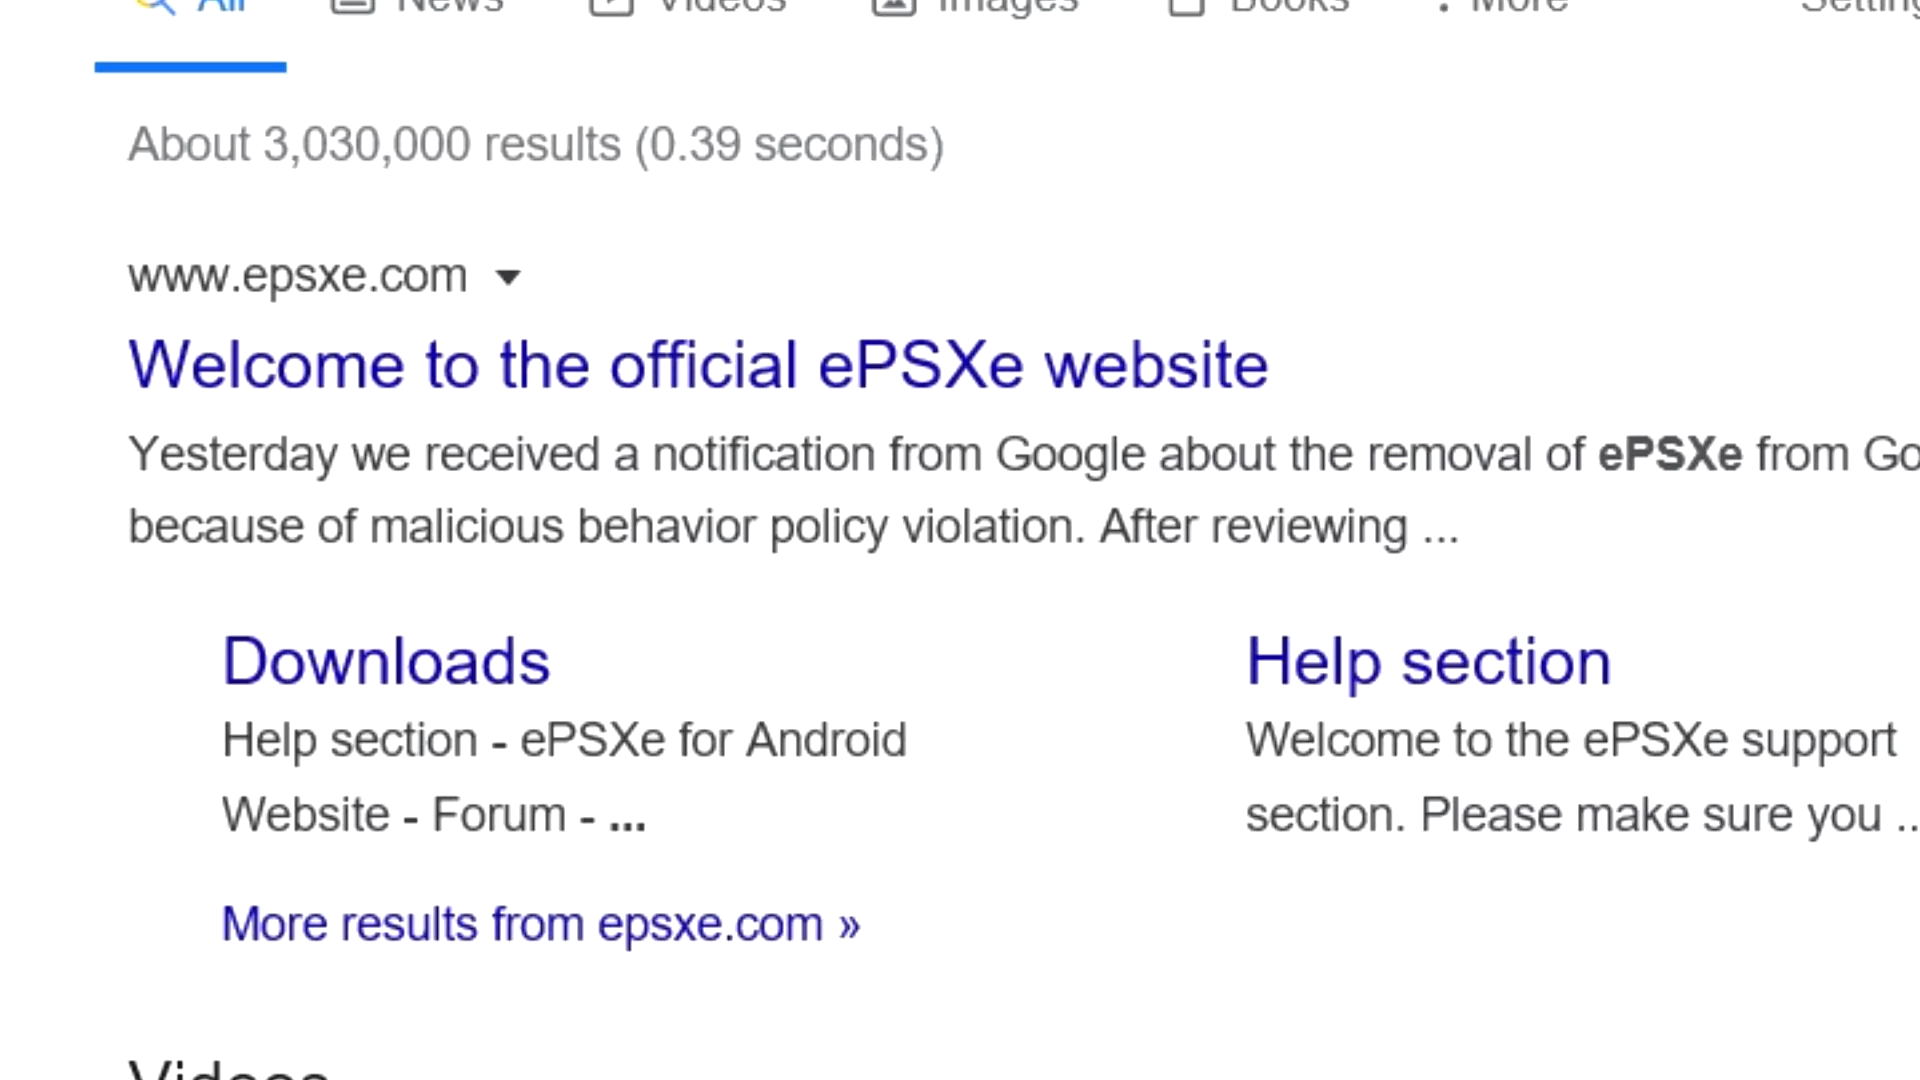 All News Videos Images Books More
About 3,030,000 results (0.39 seconds)
www.epsxe.com
Welcome to the official ePSXe website
Yesterday we received a notification from Google about the removal of ePSXe from Go
because of malicious behavior policy violation. After reviewing ...
Downloads
Help section - ePSXe for Android
Website - Forum - ...
Help section
Welcome to the ePSXe support
section. Please make sure you ..
More results from epsxe.com »
Videos